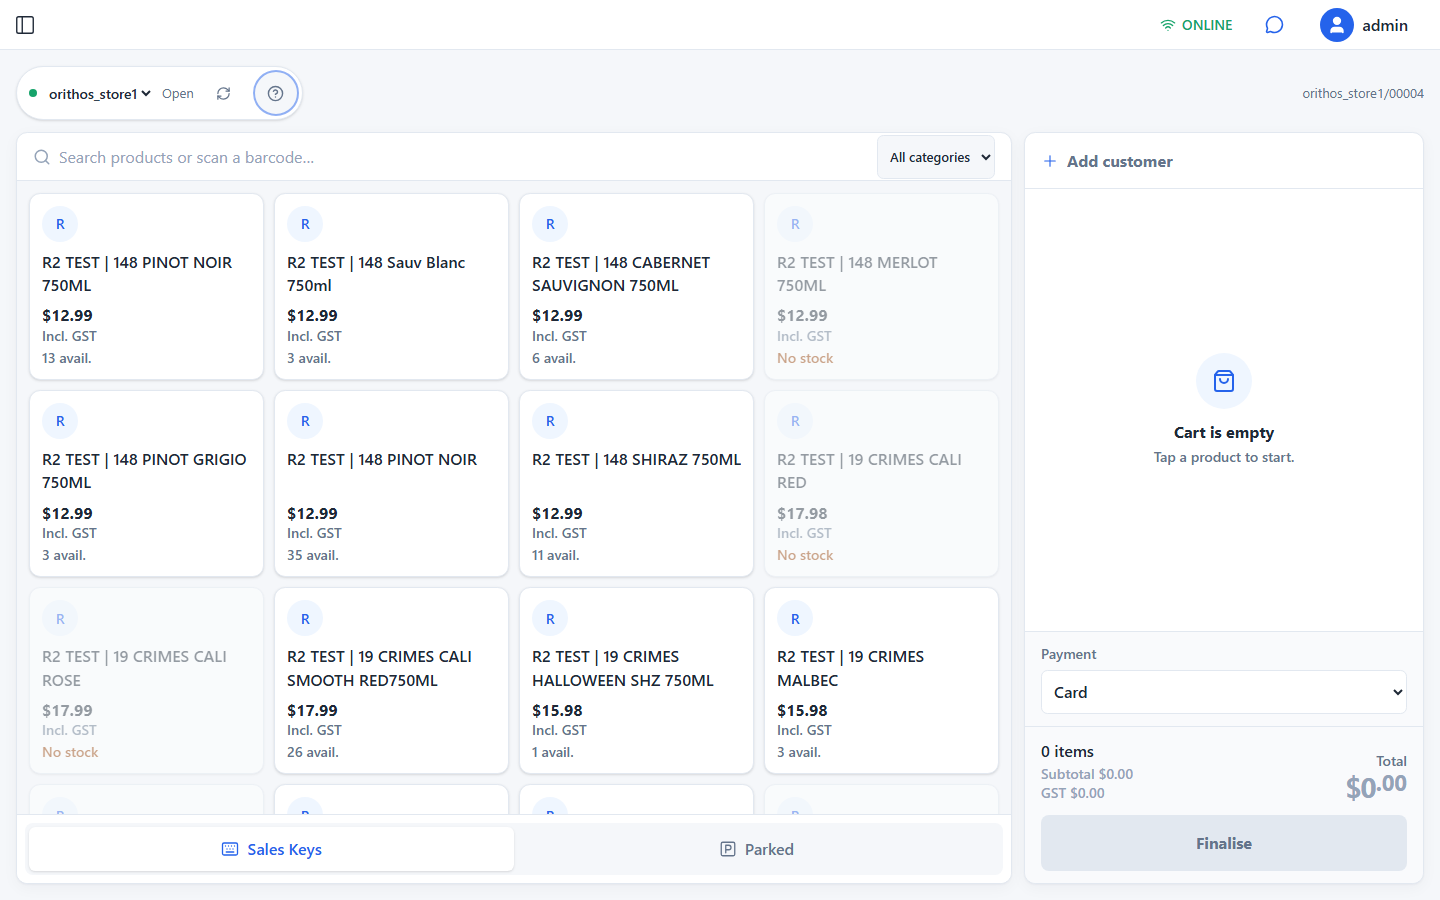 ONLINE
admin
orithos_store1
Open
orithos_store1/00004
Search products or scan a barcode...
All categories
Add customer
R
R2 TEST | 148 PINOT NOIR
750ML
$12.99
Incl. GST
13 avail.
R
R2 TEST | 148 Sauv Blanc
750ml
$12.99
Incl. GST
3 avail.
R
R2 TEST | 148 CABERNET
SAUVIGNON 750ML
$12.99
Incl. GST
6 avail.
R
R2 TEST | 148 MERLOT
750ML
$12.99
Incl. GST
No stock
R
R2 TEST | 148 PINOT GRIGIO
750ML
$12.99
Incl. GST
3 avail.
R
R2 TEST | 148 PINOT NOIR
$12.99
Incl. GST
35 avail.
R
R2 TEST | 148 SHIRAZ 750ML
$12.99
Incl. GST
11 avail.
R
R2 TEST | 19 CRIMES CALI
RED
$17.98
Incl. GST
No stock
R
R2 TEST | 19 CRIMES CALI
ROSE
$17.99
Incl. GST
No stock
R
R2 TEST | 19 CRIMES CALI
SMOOTH RED750ML
$17.99
Incl. GST
26 avail.
R
R2 TEST | 19 CRIMES
HALLOWEEN SHZ 750ML
$15.98
Incl. GST
1 avail.
R
R2 TEST | 19 CRIMES
MALBEC
$15.98
Incl. GST
3 avail.
Sales Keys
Parked
Cart is empty
Tap a product to start.
Payment
Card
0 items
Subtotal $0.00
GST $0.00
Total
$0.00
Finalise